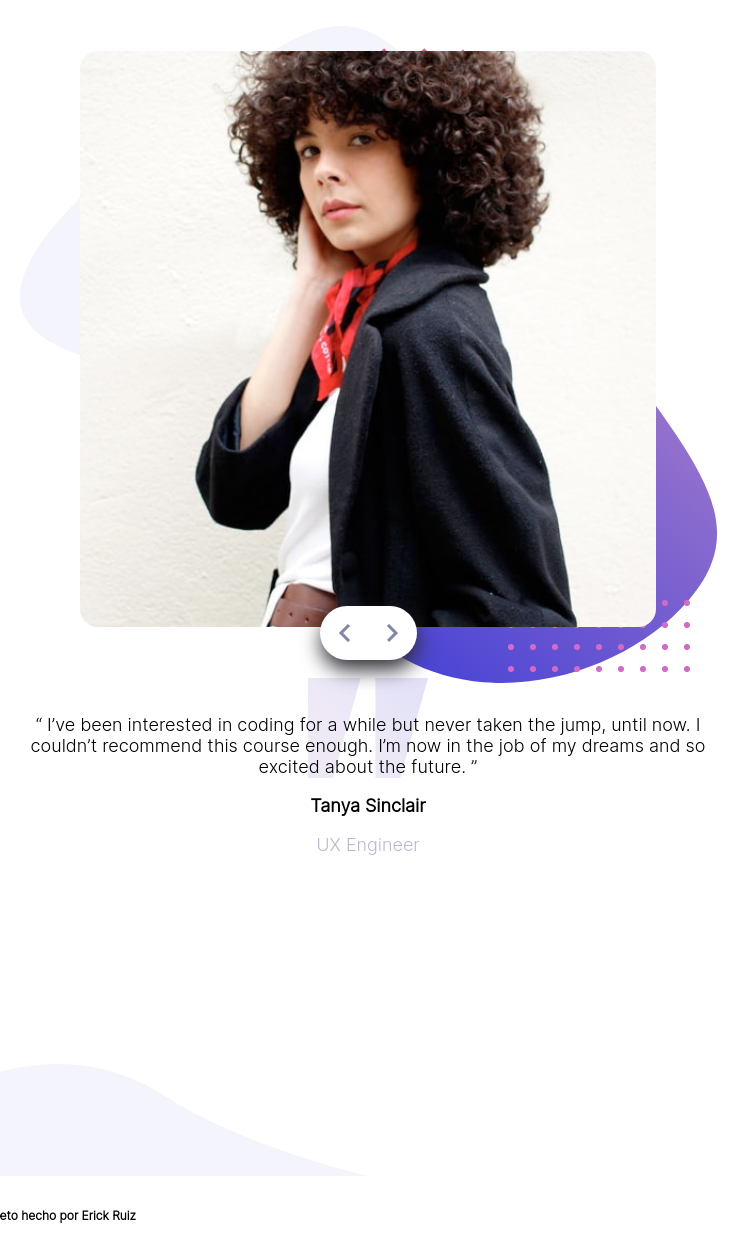 “ I’ve been interested in coding for a while but never taken the jump, until now. I
couldn’t recommend this course enough. I’m now in the job of my dreams and so
excited about the future. ”
Tanya Sinclair
UX Engineer
eto hecho por Erick Ruiz